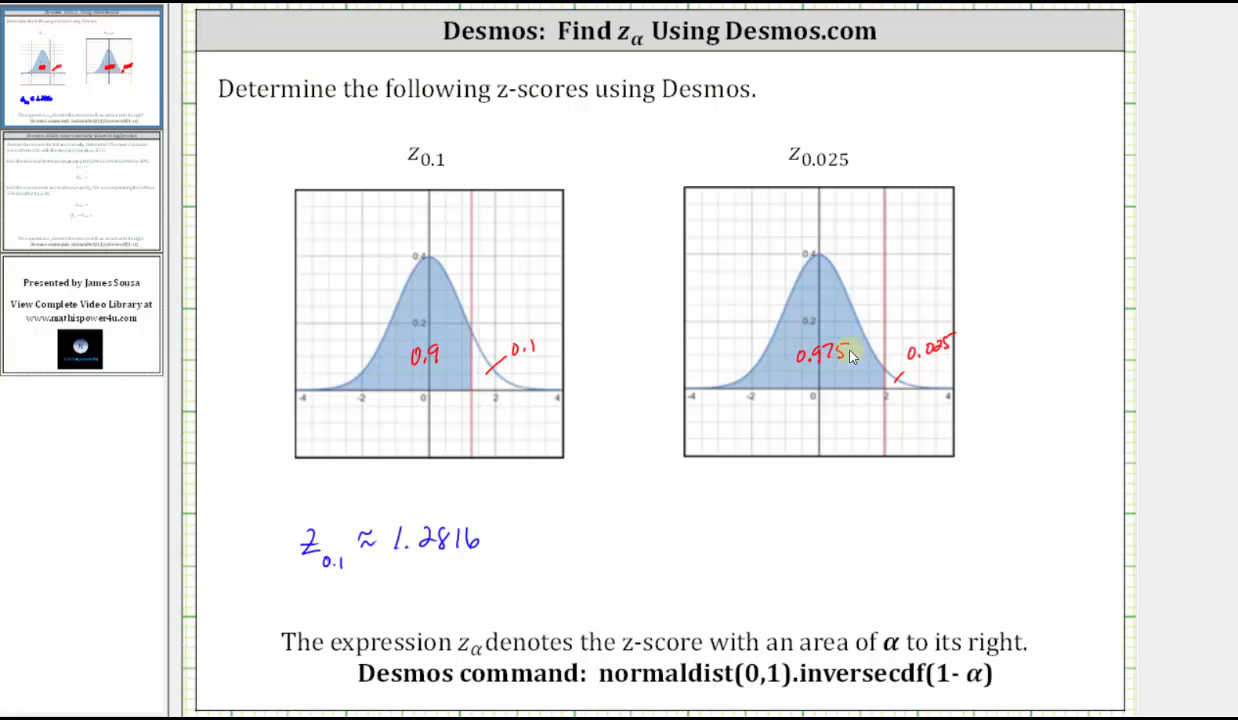 Desmos: Find zα Using Desmos.com
Determine the following z-scores using Desmos.
z0.1
z0.025
0.4
0.2
0.9
0.1
-4 -2 0 2 4
0.4
0.2
0.975
0.025
-4 -2 0 2 4
z0.1 ≈ 1.2816
The expression zα denotes the z-score with an area of α to its right.
Desmos command: normaldist(0,1).inversecdf(1- α)
Presented by James Sousa
View Complete Video Library at
www.mathispower4u.com